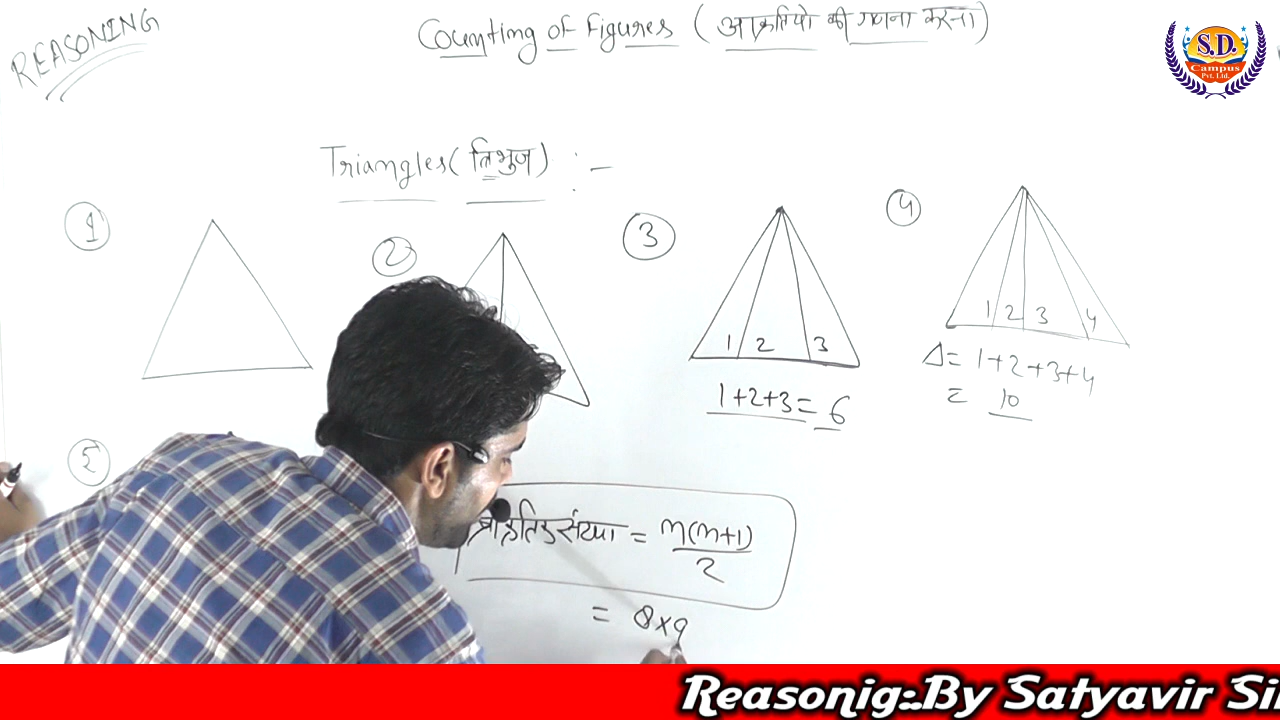 REASONING
Counting of Figures (आक्रतियो की गणना करना)
S.D.
Campus
Pvt. Ltd.
Triangles (त्रिभुज) :-
1
2
3
1 2 3
1+2+3 = 6
4
1 2 3 4
Δ = 1+2+3+4
= 10
5
प्राक्रतिक संख्या = n(n+1)
2
= 8×9
Reasonig:.By Satyavir Si